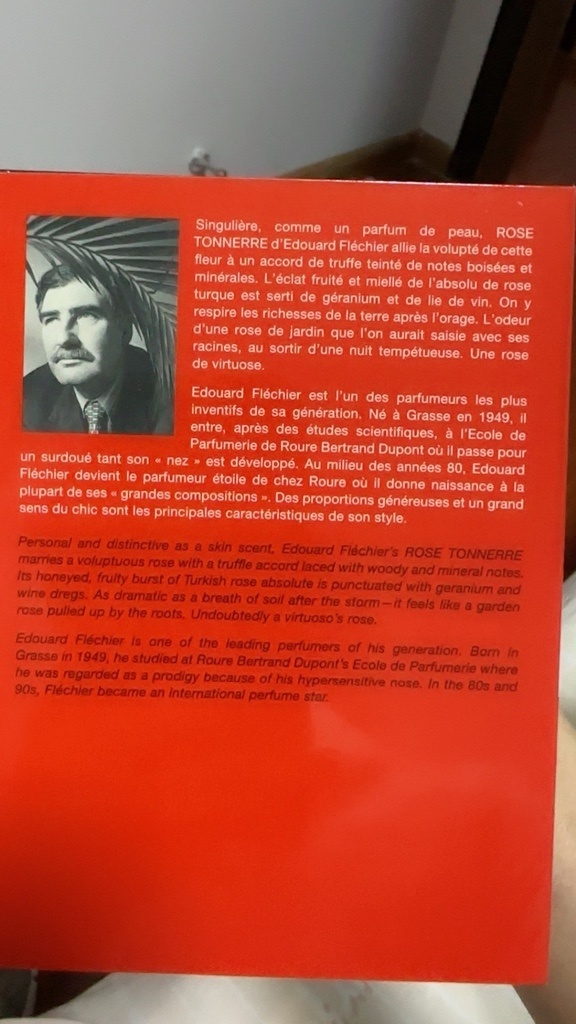 Singulière, comme un parfum de peau, ROSE
TONNERRE d'Edouard Fléchier allie la volupté de cette
fleur à un accord de truffe teinté de notes boisées et
minérales. L'éclat fruité et miellé de l'absolu de rose
turque est serti de géranium et de lie de vin. On y
respire les richesses de la terre après l'orage. L'odeur
d'une rose de jardin que l'on aurait saisie avec ses
racines, au sortir d'une nuit tempétueuse. Une rose
de virtuose.
Edouard Fléchier est l'un des parfumeurs les plus
inventifs de sa génération. Né à Grasse en 1949, il
entre, après des études scientifiques, à l'Ecole de
Parfumerie de Roure Bertrand Dupont où il passe pour
un surdoué tant son « nez » est développé. Au milieu des années 80, Edouard
Fléchier devient le parfumeur étoile de chez Roure où il donne naissance à la
plupart de ses « grandes compositions ». Des proportions généreuses et un grand
sens du chic sont les principales caractéristiques de son style.
Personal and distinctive as a skin scent, Edouard Fléchier's ROSE TONNERRE
marries a voluptuous rose with a truffle accord laced with woody and mineral notes.
Its honeyed, fruity burst of Turkish rose absolute is punctuated with geranium and
wine dregs. As dramatic as a breath of soil after the storm—it feels like a garden
rose pulled up by the roots. Undoubtedly a virtuoso's rose.
Edouard Fléchier is one of the leading perfumers of his generation. Born in
Grasse in 1949, he studied at Roure Bertrand Dupont's Ecole de Parfumerie where
he was regarded as a prodigy because of his hypersensitive nose. In the 80s and
90s, Fléchier became an international perfume star.